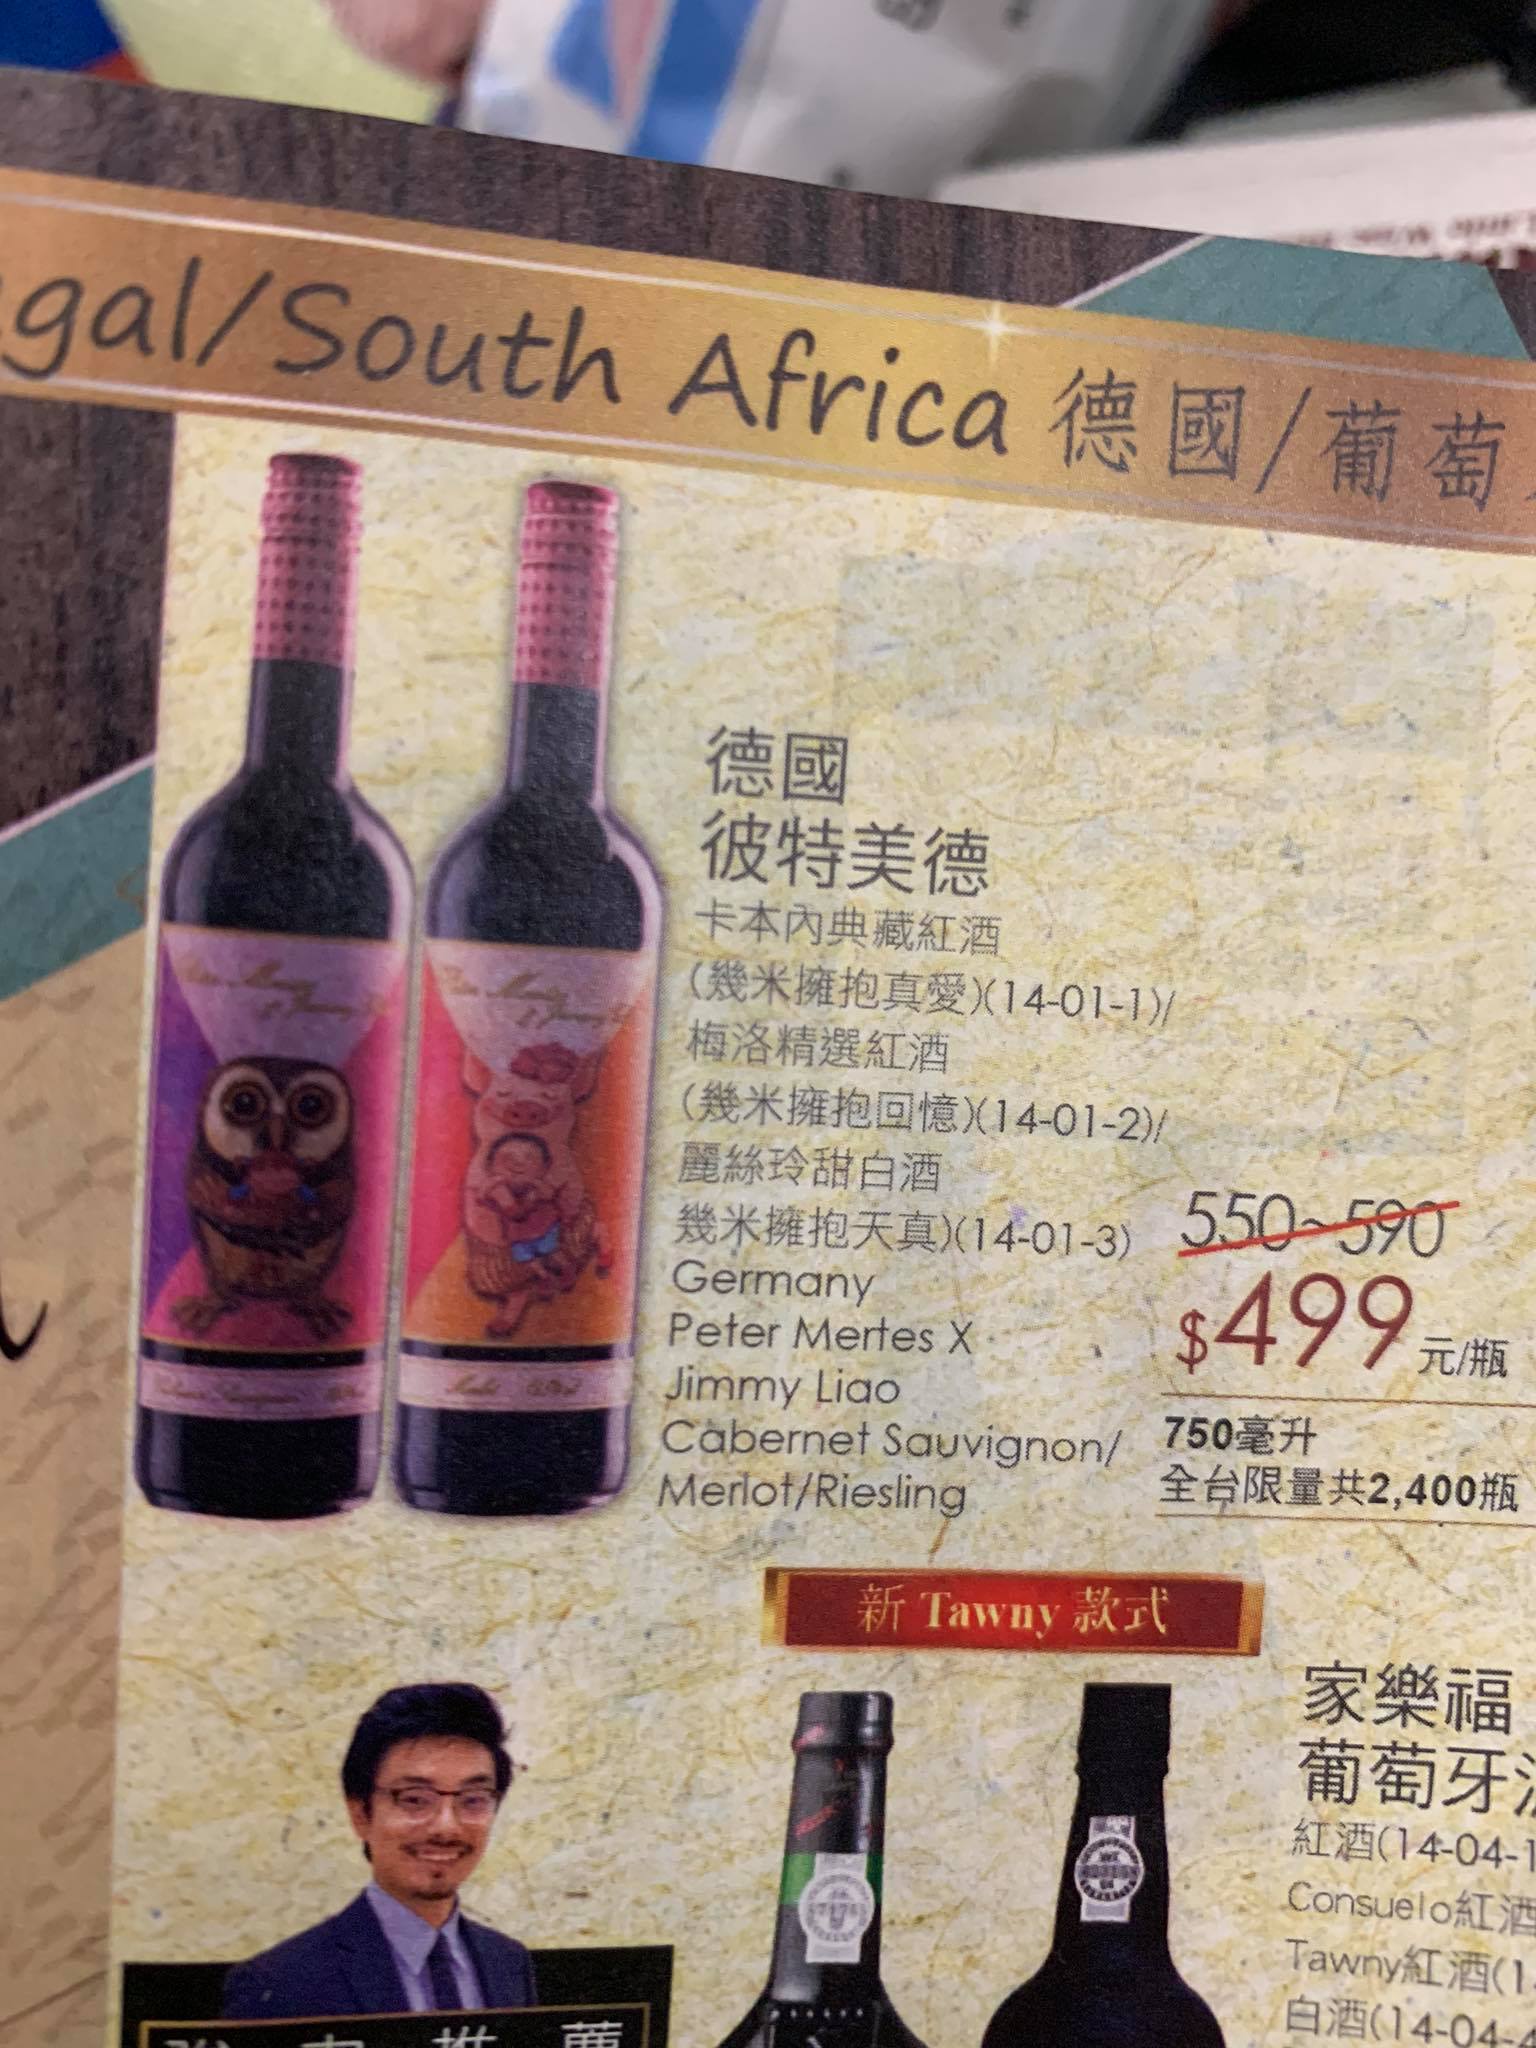 gal/South Africa 德國/葡萄
德國
彼特美德
卡本內典藏紅酒
(幾米擁抱真愛)(14-01-1)/
梅洛精選紅酒
(幾米擁抱回憶)(14-01-2)/
麗絲玲甜白酒
幾米擁抱天真)(14-01-3)
Germany
Peter Mertes X
Jimmy Liao
Cabernet Sauvignon/
Merlot/Riesling
550~590
$499元/瓶
750毫升
全台限量共2,400瓶
新 Tawny 款式
家樂福
葡萄牙
紅酒(14-04-1
Consuelo紅酒
Tawny紅酒(1
白酒(14-04-4
推薦